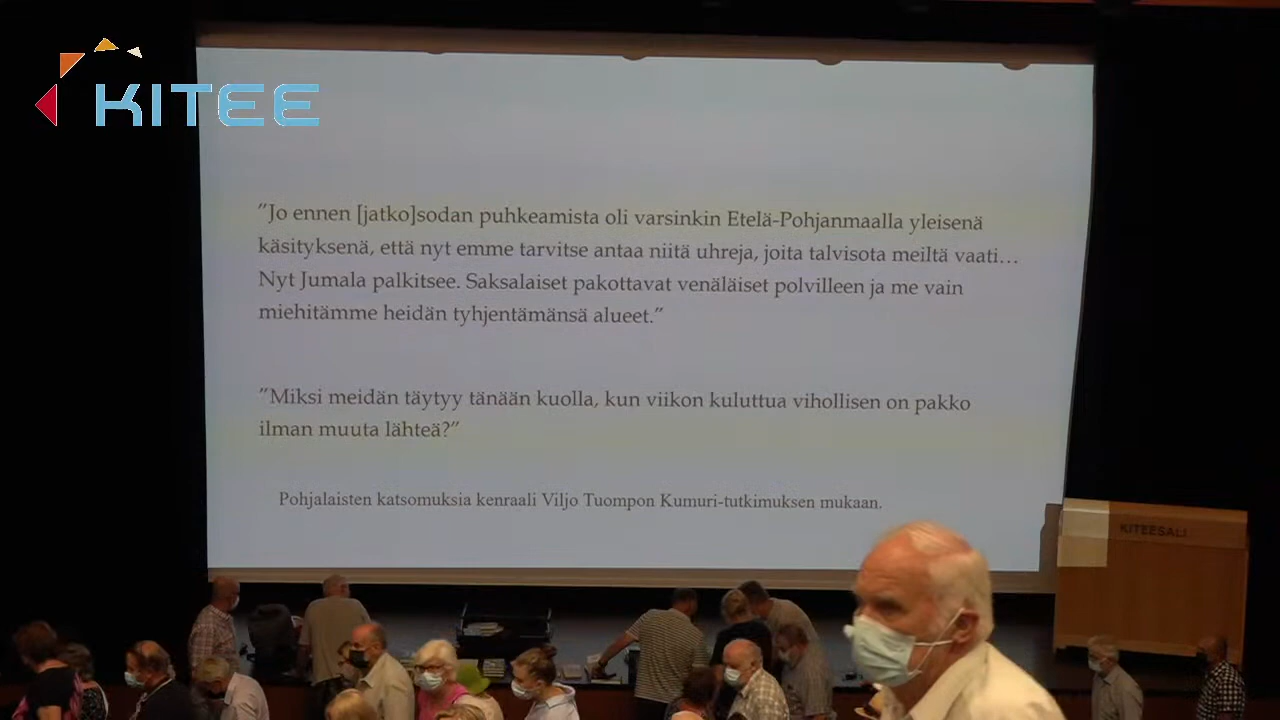 KITEE
”Jo ennen [jatko]sodan puhkeamista oli varsinkin Etelä-Pohjanmaalla yleisenä
käsityksenä, että nyt emme tarvitse antaa niitä uhreja, joita talvisota meiltä vaati…
Nyt Jumala palkitsee. Saksalaiset pakottavat venäläiset polvilleen ja me vain
miehitämme heidän tyhjentämänsä alueet.”
”Miksi meidän täytyy tänään kuolla, kun viikon kuluttua vihollisen on pakko
ilman muuta lähteä?”
Pohjalaisten katsomuksia kenraali Viljo Tuompon Kumuri-tutkimuksen mukaan.
KITEESALI